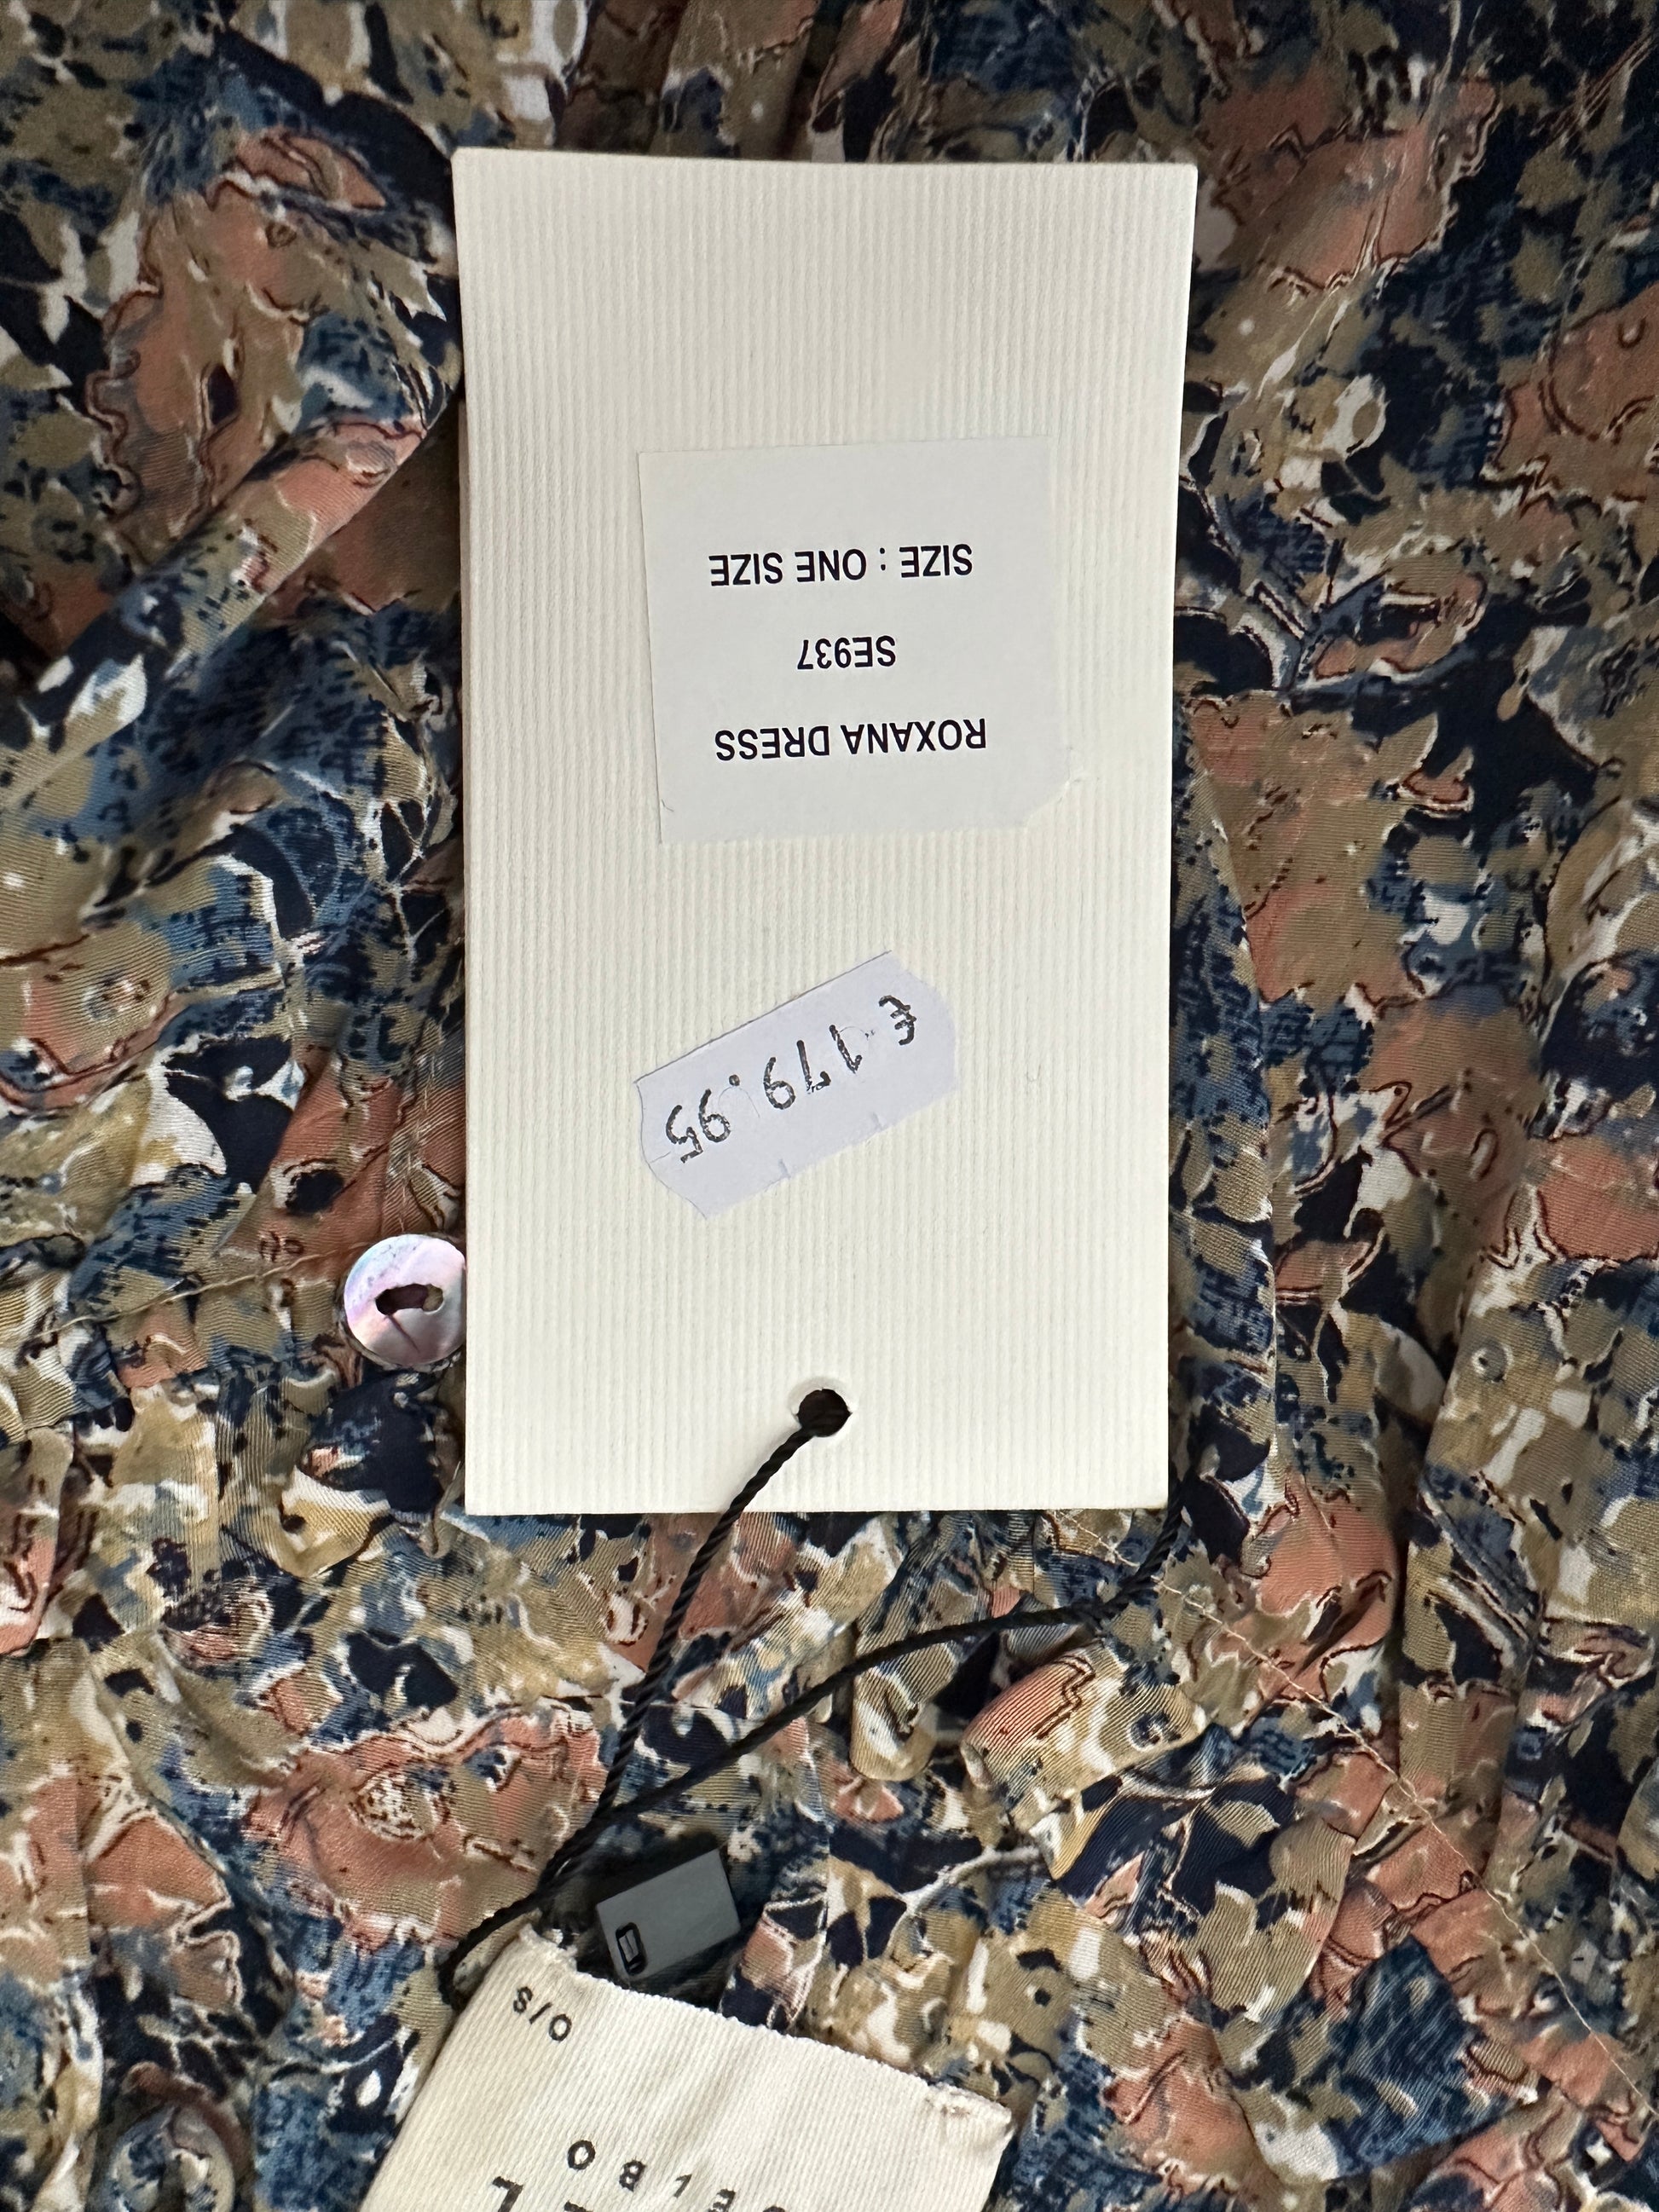 ROXANA DRESS
SE937
SIZE : ONE SIZE
€ 179.95
O/S